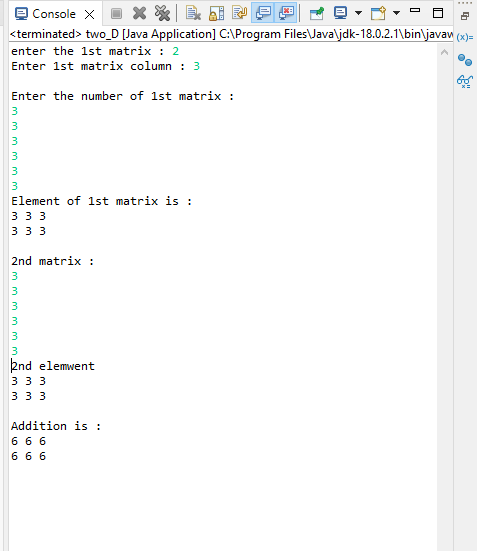 Console
<terminated> two_D [Java Application] C:\Program Files\Java\jdk-18.0.2.1\bin\javaw
enter the 1st matrix : 2
Enter 1st matrix column : 3
Enter the number of 1st matrix :
3
3
3
3
3
3
Element of 1st matrix is :
3 3 3
3 3 3
2nd matrix :
3
3
3
3
3
3
2nd elemwent
3 3 3
3 3 3
Addition is :
6 6 6
6 6 6
(x)=